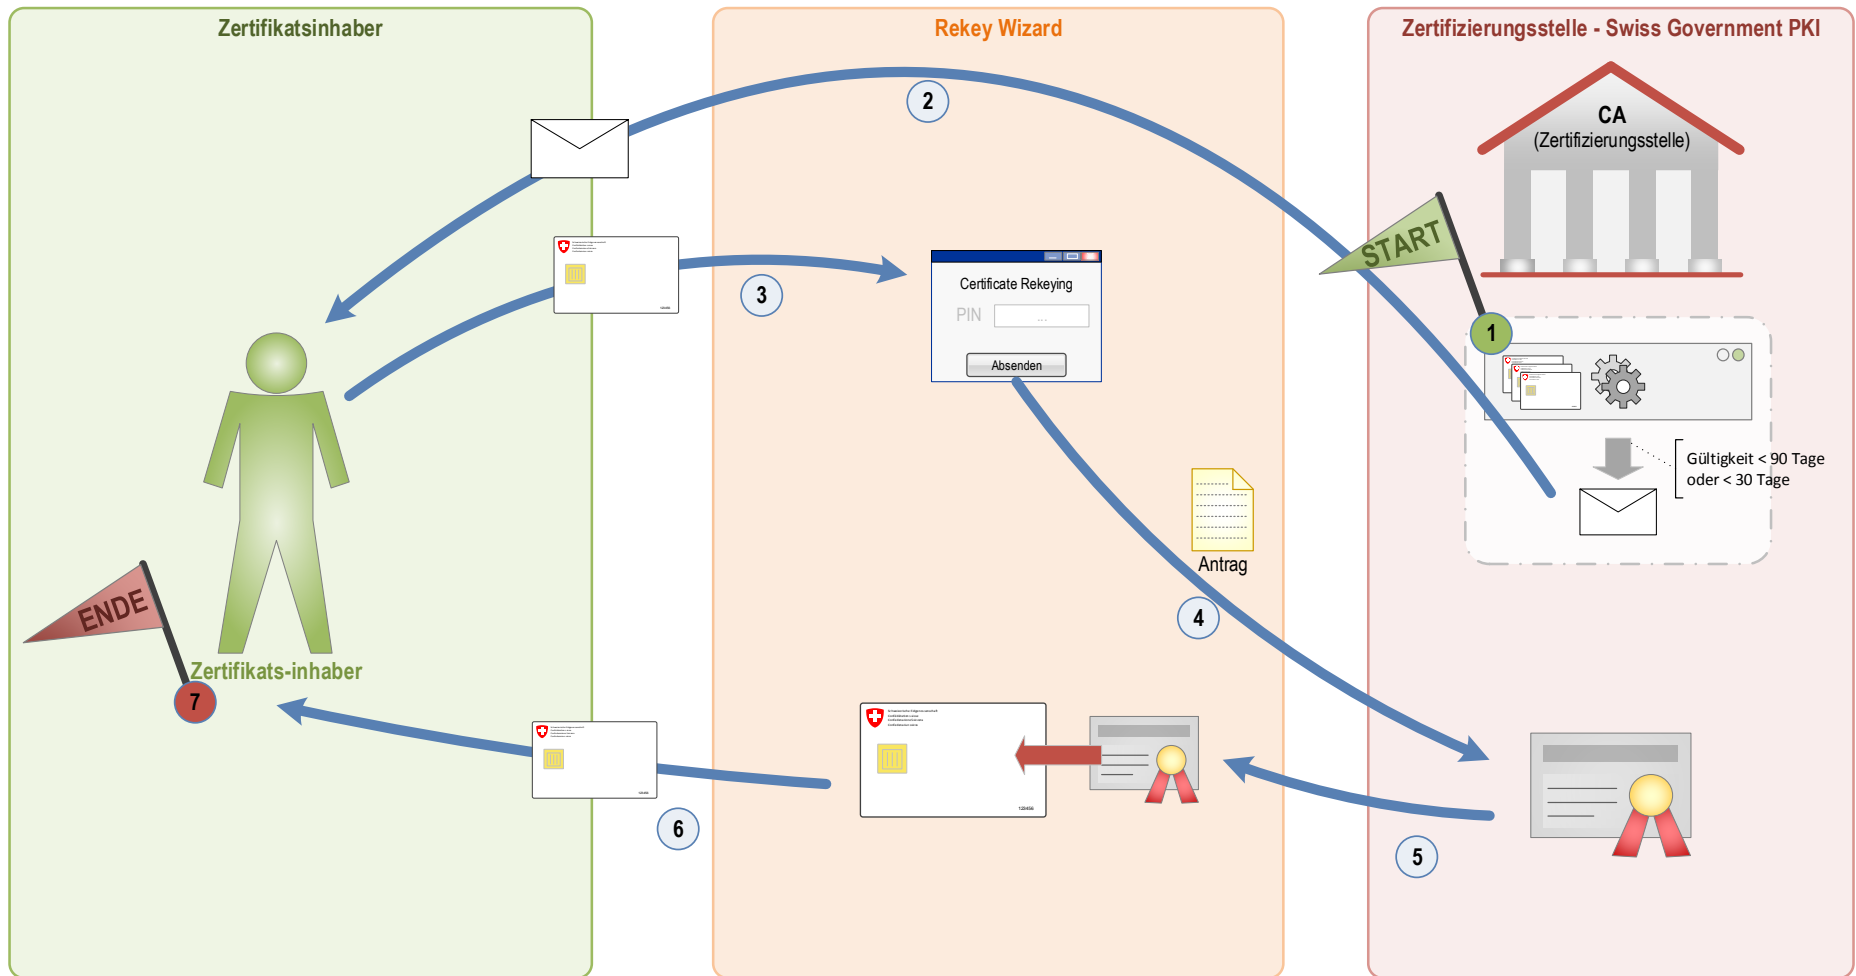 Zertifikatsinhaber
Rekey Wizard
Zertifizierungsstelle - Swiss Government PKI
2
CA
(Zertifizierungsstelle)
START
3
Certificate Rekeying
PIN
...
Absenden
1
Gültigkeit < 90 Tage
oder < 30 Tage
Antrag
4
ENDE
Zertifikats-inhaber
7
123456
6
5